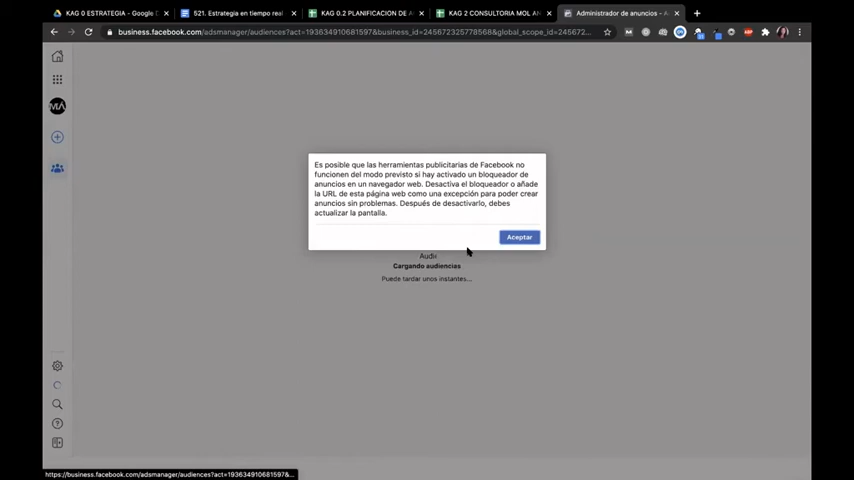 KAG 0 ESTRATEGIA - Google D
521. Estrategia en tiempo real
KAG 0.2 PLANIFICACIÓN DE A
KAG 2 CONSULTORIA MOL AN
Administrador de anuncios - A
business.facebook.com/adsmanager/audiences?act=193634910681597&business_id=245672325778568&global_scope_id=24567...
MA
Es posible que las herramientas publicitarias de Facebook no
funcionen del modo previsto si hay activado un bloqueador de
anuncios en un navegador web. Desactiva el bloqueador o añade
la URL de esta página web como una excepción para poder crear
anuncios sin problemas. Después de desactivarlo, debes
actualizar la pantalla.
Aceptar
Cargando audiencias
Puede tardar unos instantes...
https://business.facebook.com/adsmanager/audiences?act=193634910681597&...